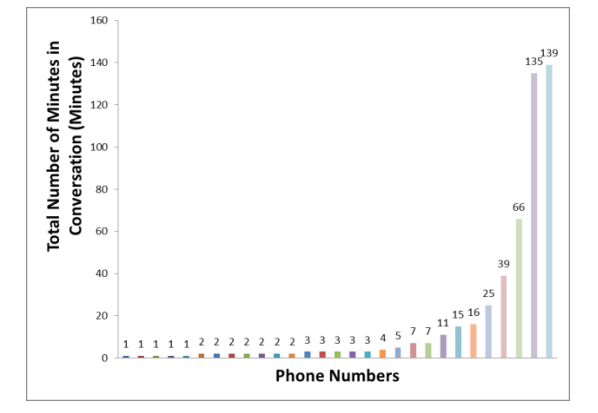 160
140
120
100
80
60
40
20
0
Total Number of Minutes in
Conversation (Minutes)
1 1 1 1 1 2 2 2 2 2 2 2 3 3 3 3 3 4 5 7 7 11 15 16 25 39 66 135 139
Phone Numbers